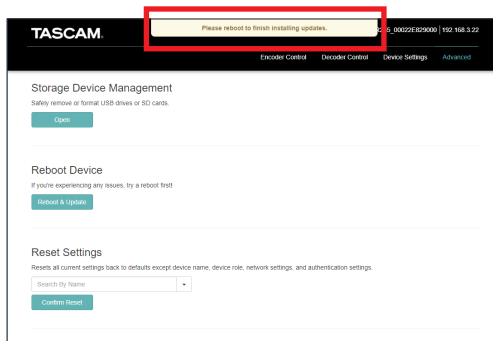 TASCAM.
Please reboot to finish installing updates.
_00022E829000 | 192.168.3.22
Encoder Control Decoder Control Device Settings Advanced
Storage Device Management
Safely remove or format USB drives or SD cards.
Open
Reboot Device
If you're experiencing any issues, try a reboot first!
Reboot & Update
Reset Settings
Resets all current settings back to defaults except device name, device role, network settings, and authentication settings.
Search By Name
Confirm Reset